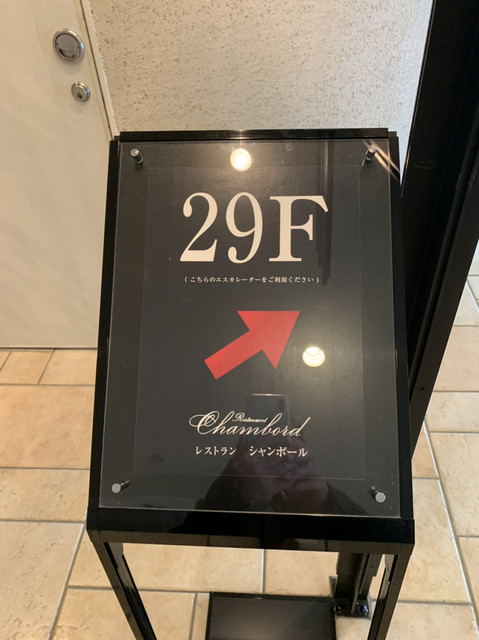 29F
(こちらのエスカレーターをご利用ください)
Restaurant
Chambord
レストラン シャンボール